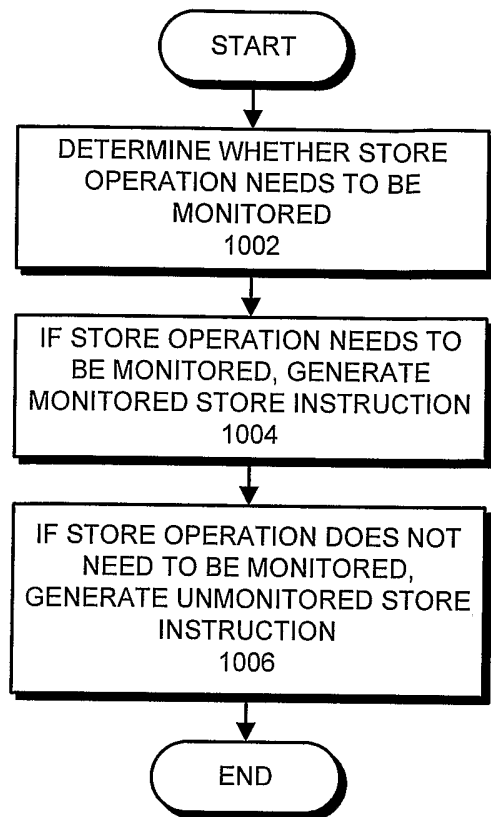 START
DETERMINE WHETHER STORE
OPERATION NEEDS TO BE
MONITORED
1002
IF STORE OPERATION NEEDS TO
BE MONITORED, GENERATE
MONITORED STORE INSTRUCTION
1004
IF STORE OPERATION DOES NOT
NEED TO BE MONITORED,
GENERATE UNMONITORED STORE
INSTRUCTION
1006
END